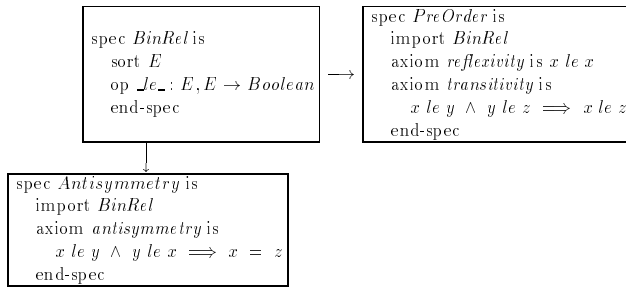 spec BinRel is
sort E
op _le_ : E, E → Boolean
end-spec
spec PreOrder is
import BinRel
axiom reflexivity is x le x
axiom transitivity is
x le y ∧ y le z ⟹ x le z
end-spec
spec Antisymmetry is
import BinRel
axiom antisymmetry is
x le y ∧ y le x ⟹ x = z
end-spec